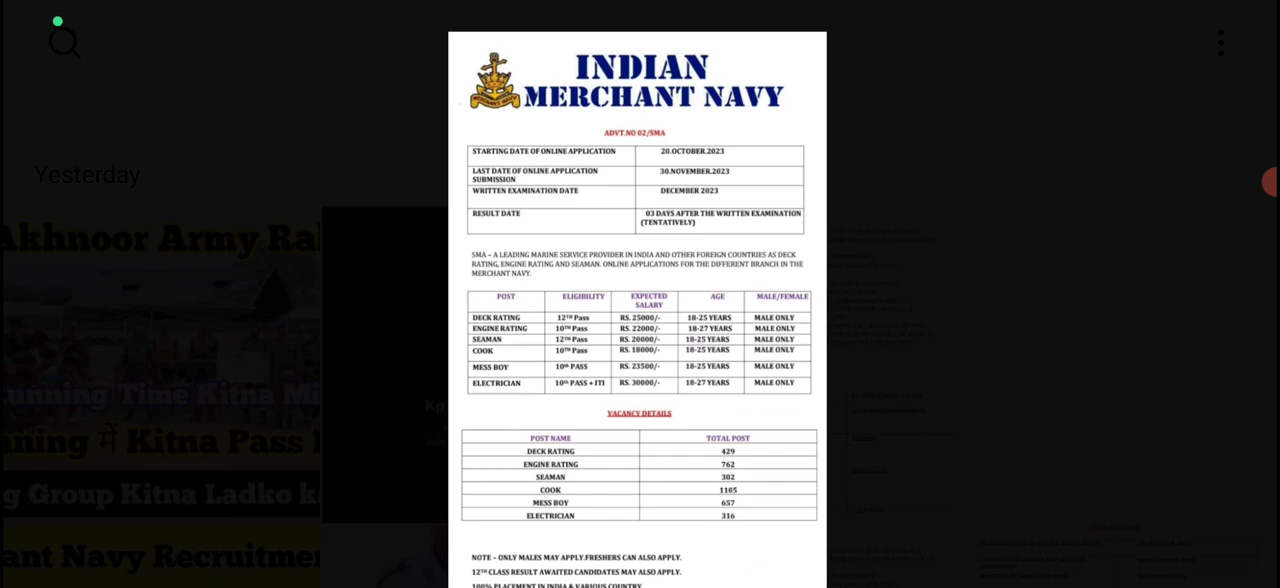 INDIAN
MERCHANT NAVY
MERCHANT NAVY
ADVT.NO 02/SMA
STARTING DATE OF ONLINE APPLICATION 20.OCTOBER.2023
LAST DATE OF ONLINE APPLICATION SUBMISSION 30.NOVEMBER.2023
WRITTEN EXAMINATION DATE DECEMBER 2023
RESULT DATE 03 DAYS AFTER THE WRITTEN EXAMINATION (TENTATIVELY)
SMA – A LEADING MARINE SERVICE PROVIDER IN INDIA AND OTHER FOREIGN COUNTRIES AS DECK
RATING, ENGINE RATING AND SEAMAN. ONLINE APPLICATIONS FOR THE DIFFERENT BRANCH IN THE
MERCHANT NAVY.
POST ELIGIBILITY EXPECTED SALARY AGE MALE/FEMALE
DECK RATING 12TH Pass RS. 25000/- 18-25 YEARS MALE ONLY
ENGINE RATING 10TH Pass RS. 22000/- 18-27 YEARS MALE ONLY
SEAMAN 12TH Pass RS. 20000/- 18-25 YEARS MALE ONLY
COOK 10TH Pass RS. 18000/- 18-25 YEARS MALE ONLY
MESS BOY 10th PASS RS. 23500/- 18-25 YEARS MALE ONLY
ELECTRICIAN 10th PASS + ITI RS. 30000/- 18-27 YEARS MALE ONLY
VACANCY DETAILS
POST NAME TOTAL POST
DECK RATING 429
ENGINE RATING 762
SEAMAN 302
COOK 1105
MESS BOY 657
ELECTRICIAN 316
NOTE – ONLY MALES MAY APPLY.FRESHERS CAN ALSO APPLY.
12TH CLASS RESULT AWAITED CANDIDATES MAY ALSO APPLY.
100% PLACEMENT IN INDIA & VARIOUS COUNTRY.
Yesterday
Akhnoor Army Ral
unning Time Kitna Mi
nning में Kitna Pass
g Group Kitna Ladko k
ant Navy Recruitmen
Kp